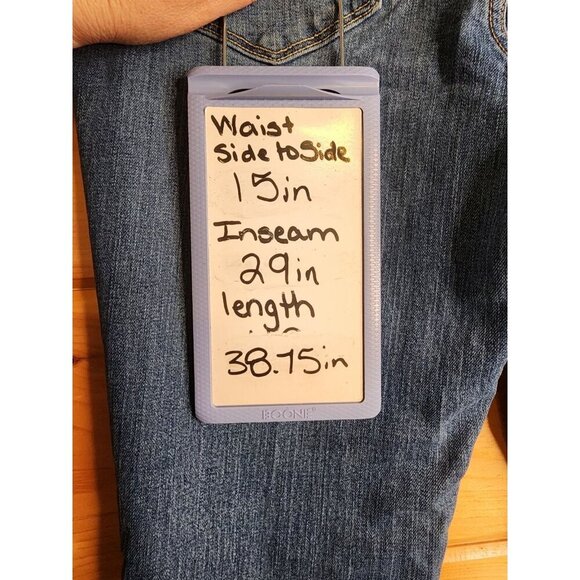 Waist
Side to Side
15in
Inseam
29in
length
38.75in
BOONE®